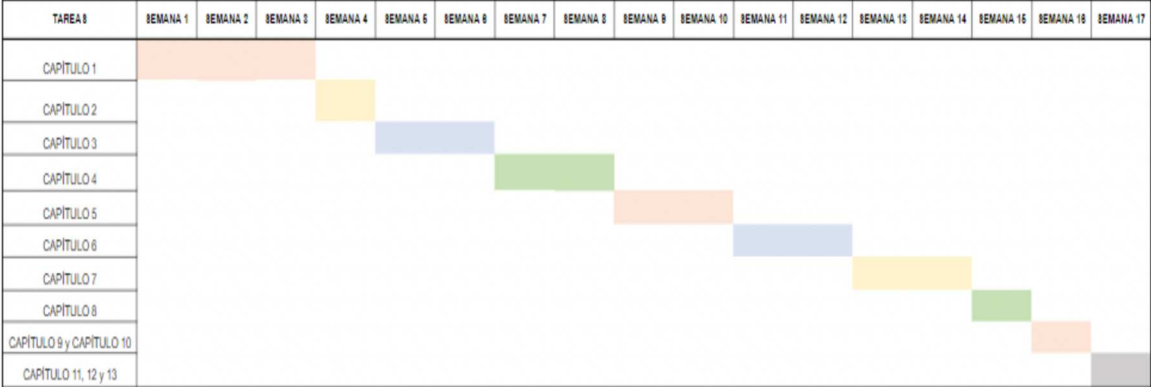 TAREAS SEMANA 1 SEMANA 2 SEMANA 3 SEMANA 4 SEMANA 5 SEMANA 6 SEMANA 7 SEMANA 8 SEMANA 9 SEMANA 10 SEMANA 11 SEMANA 12 SEMANA 13 SEMANA 14 SEMANA 15 SEMANA 16 SEMANA 17
CAPÍTULO 1
CAPÍTULO 2
CAPÍTULO 3
CAPÍTULO 4
CAPÍTULO 5
CAPÍTULO 6
CAPÍTULO 7
CAPÍTULO 8
CAPÍTULO 9 y CAPÍTULO 10
CAPÍTULO 11, 12 y 13